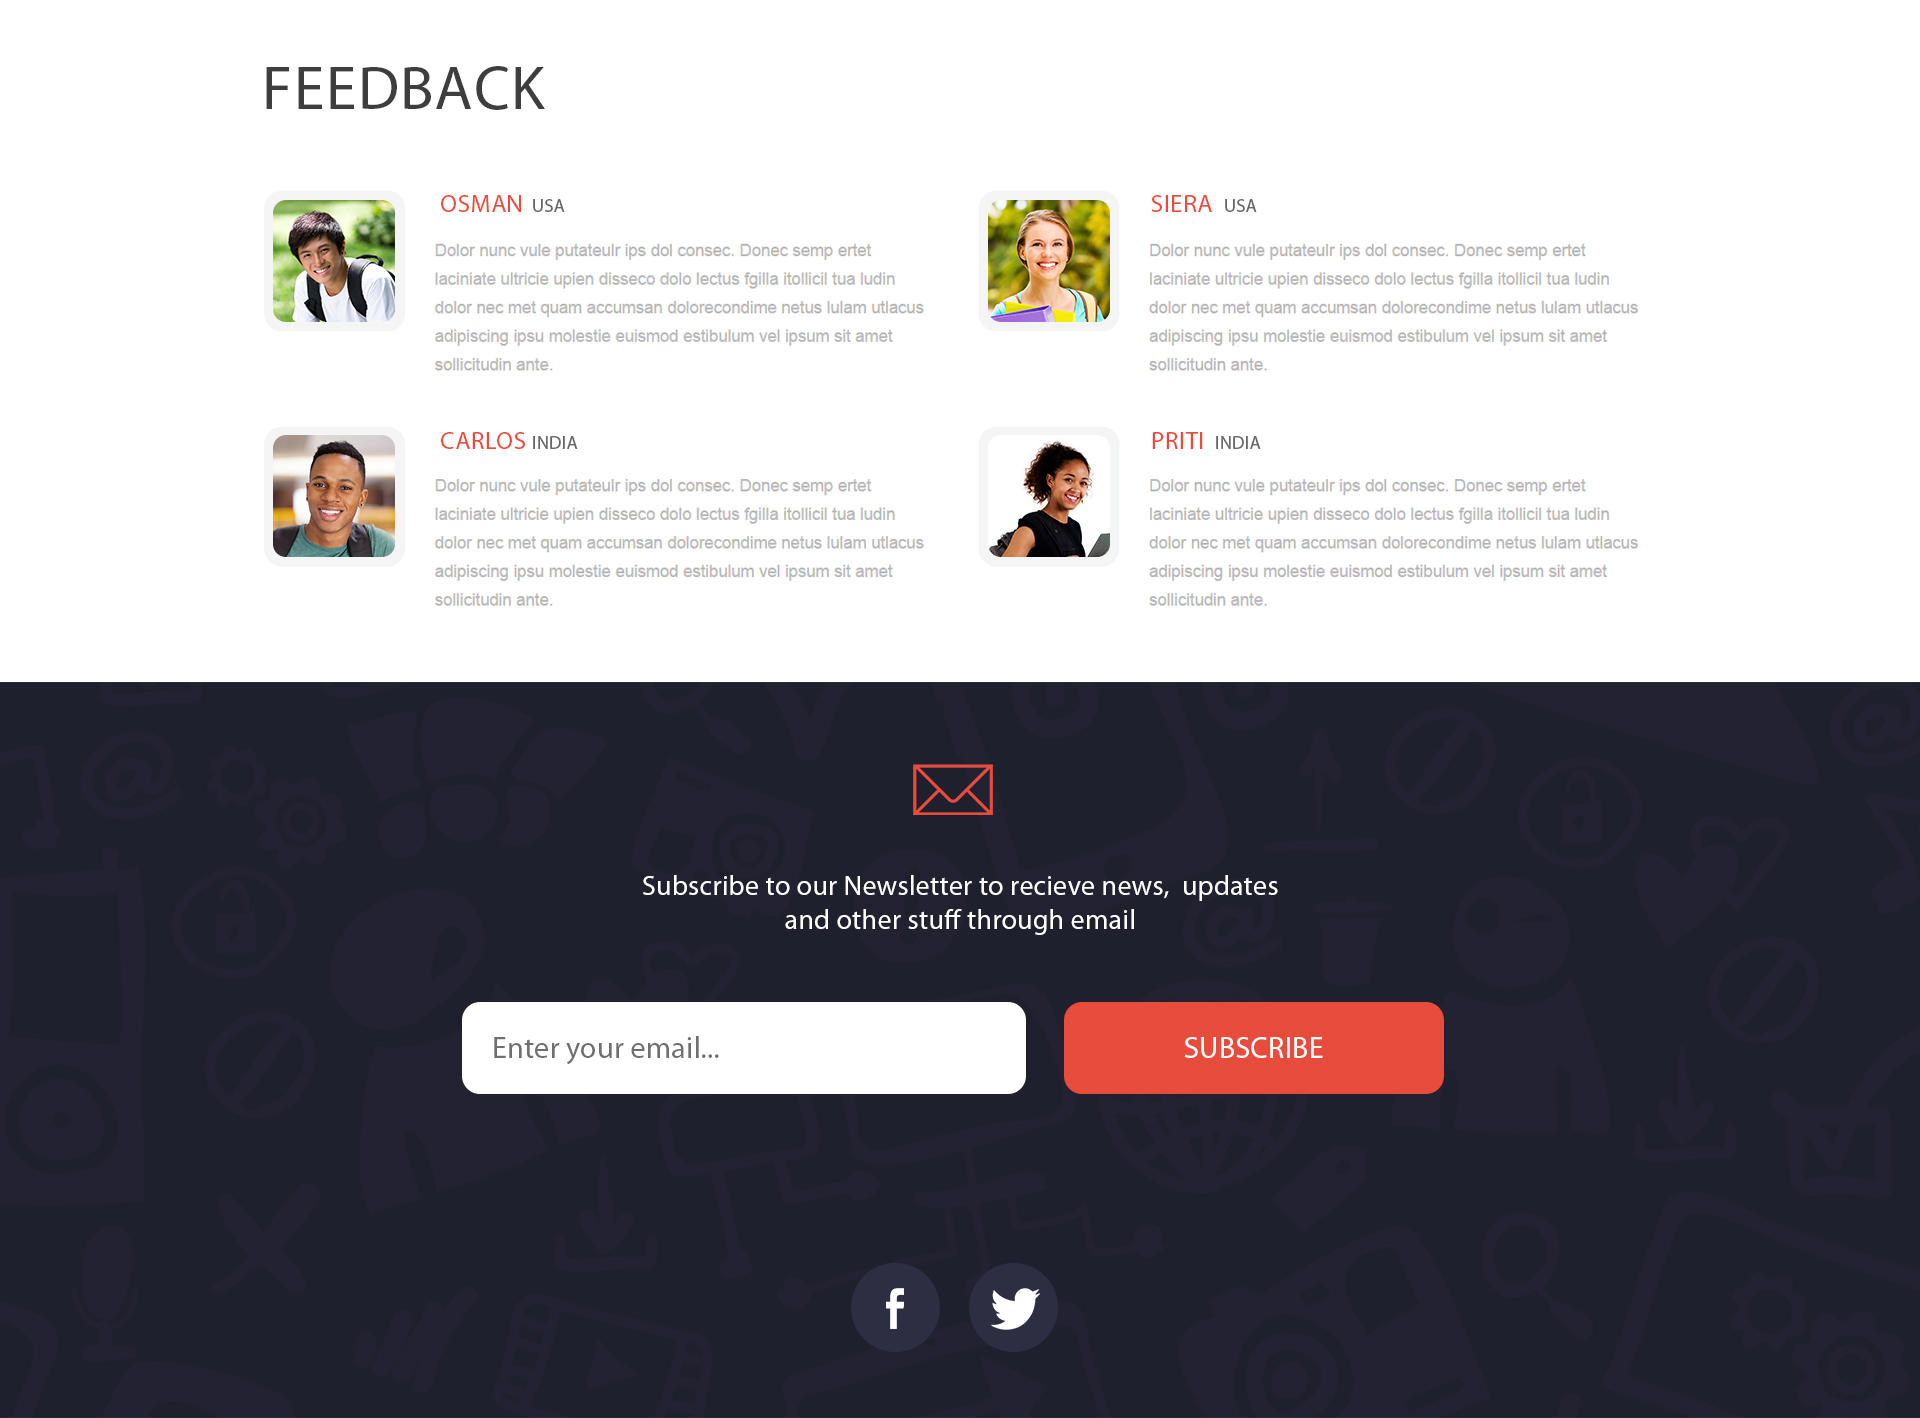 FEEDBACK
OSMAN USA
Dolor nunc vule putateulr ips dol consec. Donec semp ertet
laciniate ultricie upien disseco dolo lectus fgilla itollicil tua ludin
dolor nec met quam accumsan dolorecondime netus lulam utlacus
adipiscing ipsu molestie euismod estibulum vel ipsum sit amet
sollicitudin ante.
SIERA USA
Dolor nunc vule putateulr ips dol consec. Donec semp ertet
laciniate ultricie upien disseco dolo lectus fgilla itollicil tua ludin
dolor nec met quam accumsan dolorecondime netus lulam utlacus
adipiscing ipsu molestie euismod estibulum vel ipsum sit amet
sollicitudin ante.
CARLOS INDIA
Dolor nunc vule putateulr ips dol consec. Donec semp ertet
laciniate ultricie upien disseco dolo lectus fgilla itollicil tua ludin
dolor nec met quam accumsan dolorecondime netus lulam utlacus
adipiscing ipsu molestie euismod estibulum vel ipsum sit amet
sollicitudin ante.
PRITI INDIA
Dolor nunc vule putateulr ips dol consec. Donec semp ertet
laciniate ultricie upien disseco dolo lectus fgilla itollicil tua ludin
dolor nec met quam accumsan dolorecondime netus lulam utlacus
adipiscing ipsu molestie euismod estibulum vel ipsum sit amet
sollicitudin ante.
Subscribe to our Newsletter to recieve news, updates
and other stuff through email
Enter your email...
SUBSCRIBE